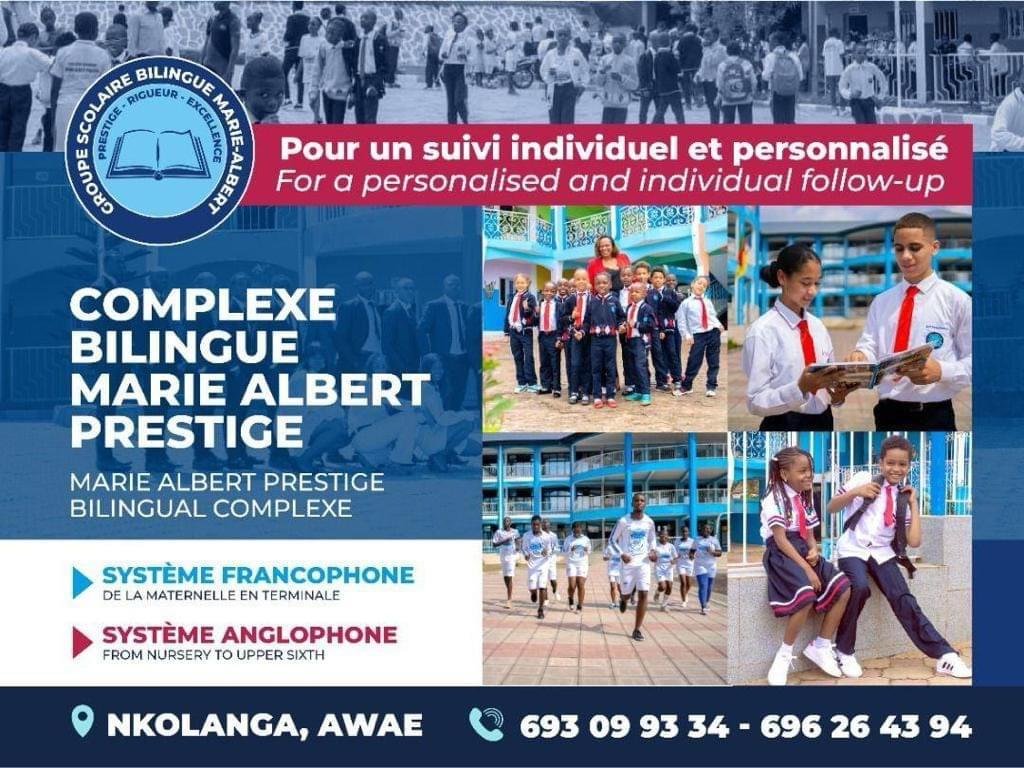 GROUPE SCOLAIRE BILINGUE MARIE-ALBERT
PRESTIGE - RIGUEUR - EXCELLENCE
Pour un suivi individuel et personnalisé
For a personalised and individual follow-up
COMPLEXE
BILINGUE
MARIE ALBERT
PRESTIGE
MARIE ALBERT PRESTIGE
BILINGUAL COMPLEXE
SYSTÈME FRANCOPHONE
DE LA MATERNELLE EN TERMINALE
SYSTÈME ANGLOPHONE
FROM NURSERY TO UPPER SIXTH
NKOLANGA, AWAE
693 09 93 34 - 696 26 43 94